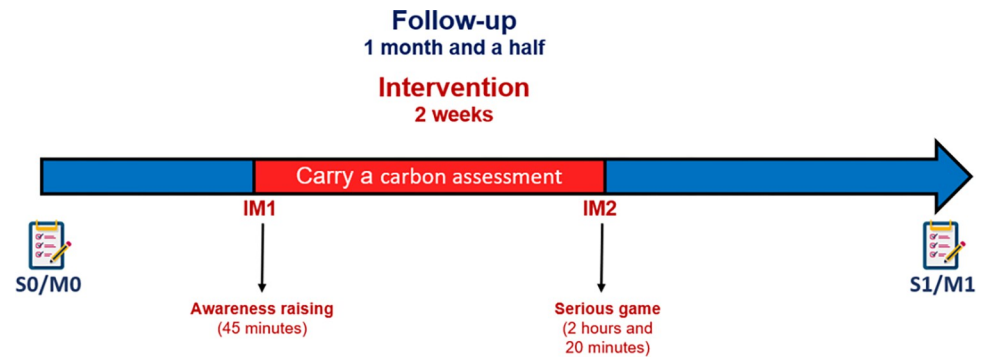 Follow-up
1 month and a half
Intervention
2 weeks
Carry a carbon assessment
IM1
IM2
S0/M0
S1/M1
Awareness raising
(45 minutes)
Serious game
(2 hours and
20 minutes)